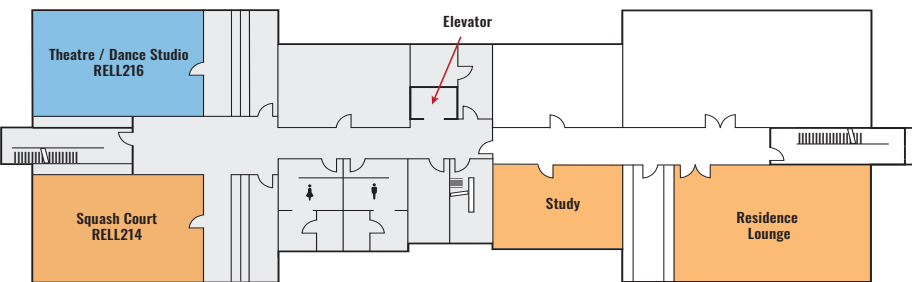 Elevator
Theatre / Dance Studio
RELL216
Squash Court
RELL214
Study
Residence
Lounge